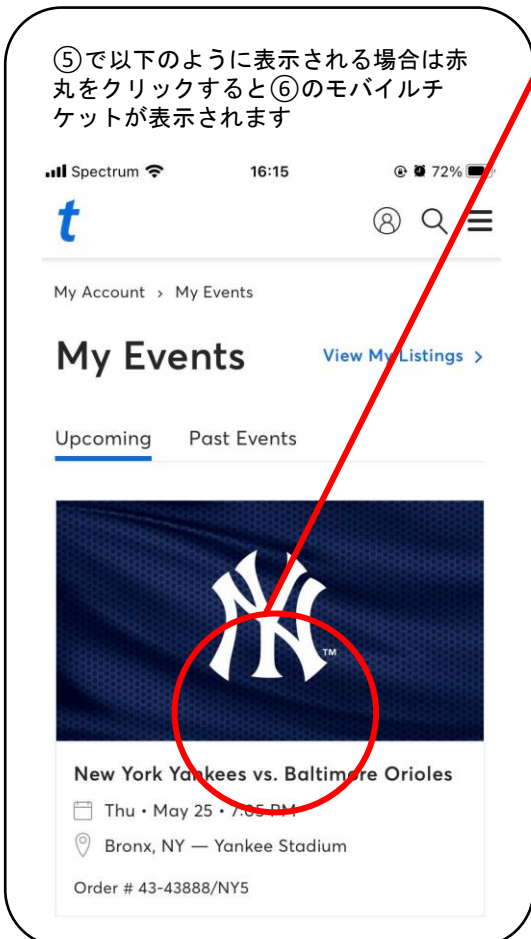 ⑤で以下のように表示される場合は赤
丸をクリックすると⑥のモバイルチ
ケットが表示されます
Spectrum 16:15 72%
t
My Account › My Events
My Events View My Listings ›
Upcoming Past Events
NY TM
New York Yankees vs. Baltimore Orioles
Thu • May 25 • 7:05 PM
Bronx, NY — Yankee Stadium
Order # 43-43888/NY5